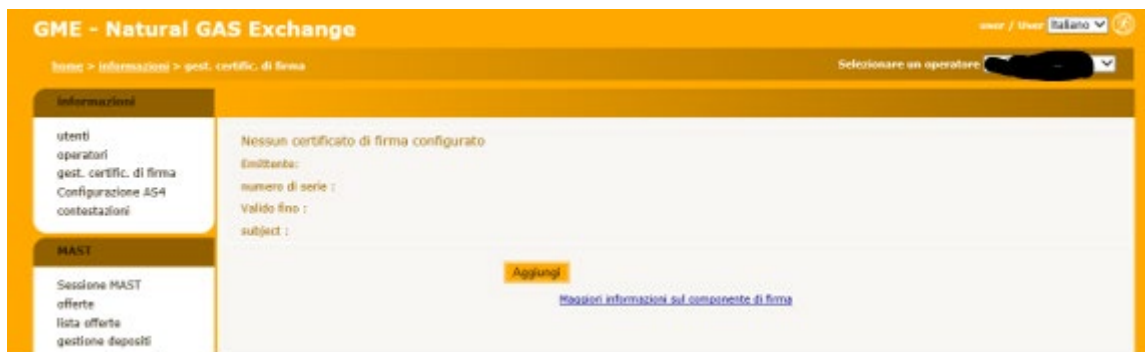 GME - Natural GAS Exchange
user / User Italiano
home > informazioni > gest. certific. di firma
Selezionare un operatore
informazioni
utenti
operatori
gest. certific. di firma
Configurazione AS4
contestazioni
Nessun certificato di firma configurato
Emittente:
numero di serie :
Valido fino :
subject :
MAST
Aggiungi
Sessione MAST
Maggiori informazioni sul componente di firma
offerte
lista offerte
gestione depositi